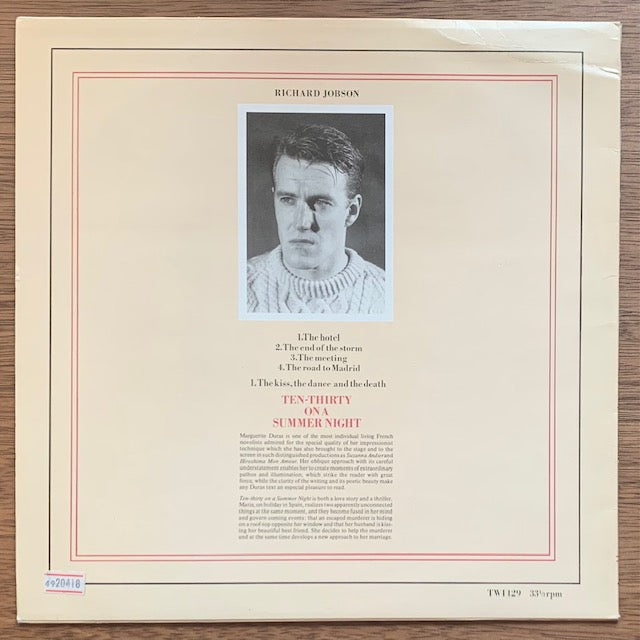 RICHARD JOBSON
1.The hotel
2.The end of the storm
3.The meeting
4.The road to Madrid
1.The kiss, the dance and the death
TEN-THIRTY
ON A
SUMMER NIGHT
Marguerite Duras is one of the most individual living French
novelists admired for the special quality of her impressionist
technique which she has also brought to the stage and to the
screen in such distinguished productions as Suzanna Andler and
Hiroshima Mon Amour. Her oblique approach with its careful
understatement enables her to create moments of extraordinary
pathos and illumination, which strike the reader with great
force, while the clarity of the writing and its poetic beauty make
any Duras text an especial pleasure to read.
Ten-thirty on a Summer Night is both a love story and a thriller.
Maria, on holiday in Spain, realizes two apparently unconnected
things at the same moment, and they become fused in her mind
and govern coming events: that an escaped murderer is hiding
on a roof top opposite her window and that her husband is kiss-
ing her beautiful best friend. She decides to help the murderer
and at the same time develops a new approach to her marriage.
4920418
TWI 129 33⅓ rpm